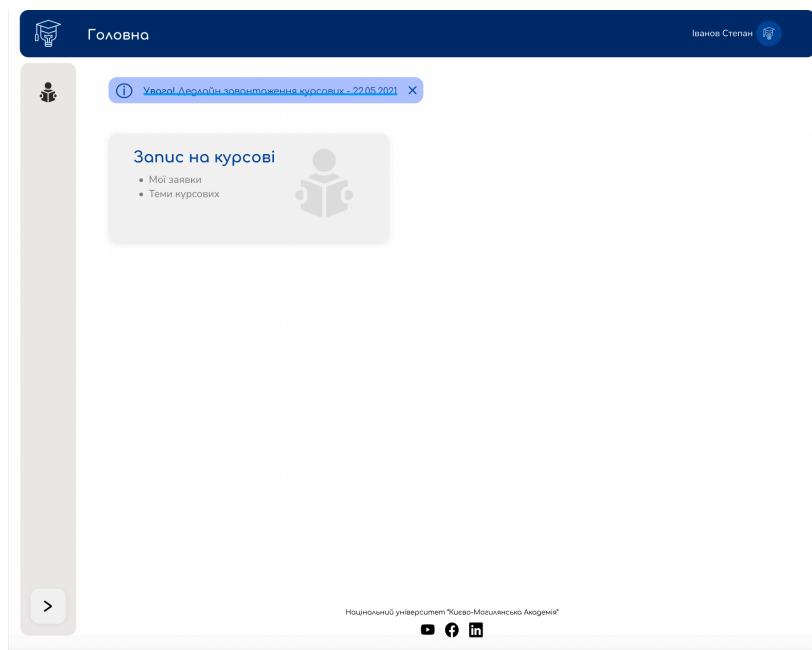 Головна
Іванов Степан
Увага! Дедлайн завантаження курсових - 22.05.2021
Запис на курсові
Мої заявки
Теми курсових
Націнальний університет "Києво-Могилянська Академія"